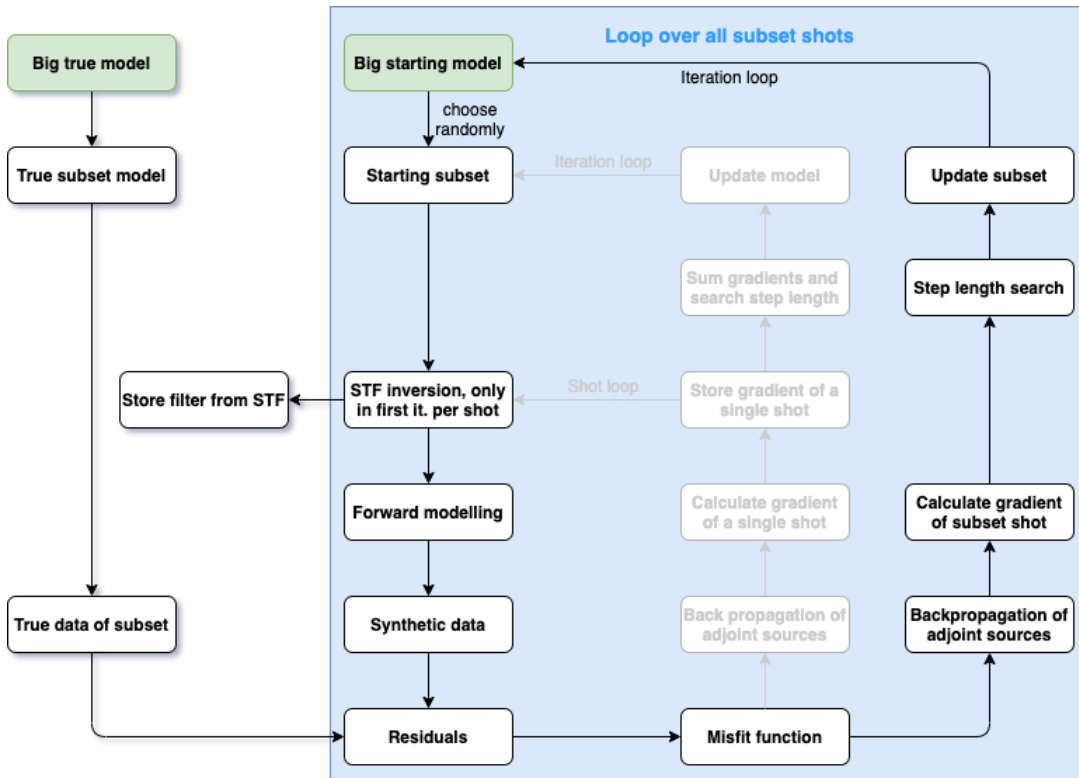 Loop over all subset shots
Big true model
Big starting model
Iteration loop
choose
randomly
True subset model
Starting subset
Iteration loop
Update model
Update subset
Sum gradients and
search step length
Step length search
Store filter from STF
STF inversion, only
in first it. per shot
Shot loop
Store gradient of a
single shot
Forward modelling
Calculate gradient
of a single shot
Calculate gradient
of subset shot
True data of subset
Synthetic data
Back propagation of
adjoint sources
Backpropagation of
adjoint sources
Residuals
Misfit function